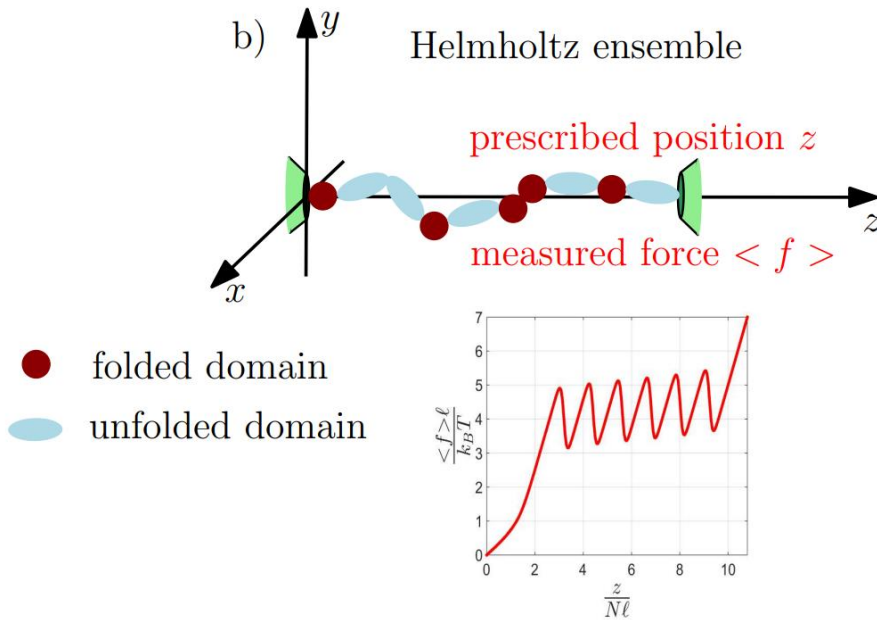 b)
y
Helmholtz ensemble
prescribed position z
z
measured force < f >
x
folded domain
unfolded domain
7
6
5
4
3
2
1
0
<f>ℓ
k_BT
0 2 4 6 8 10
z
Nℓ